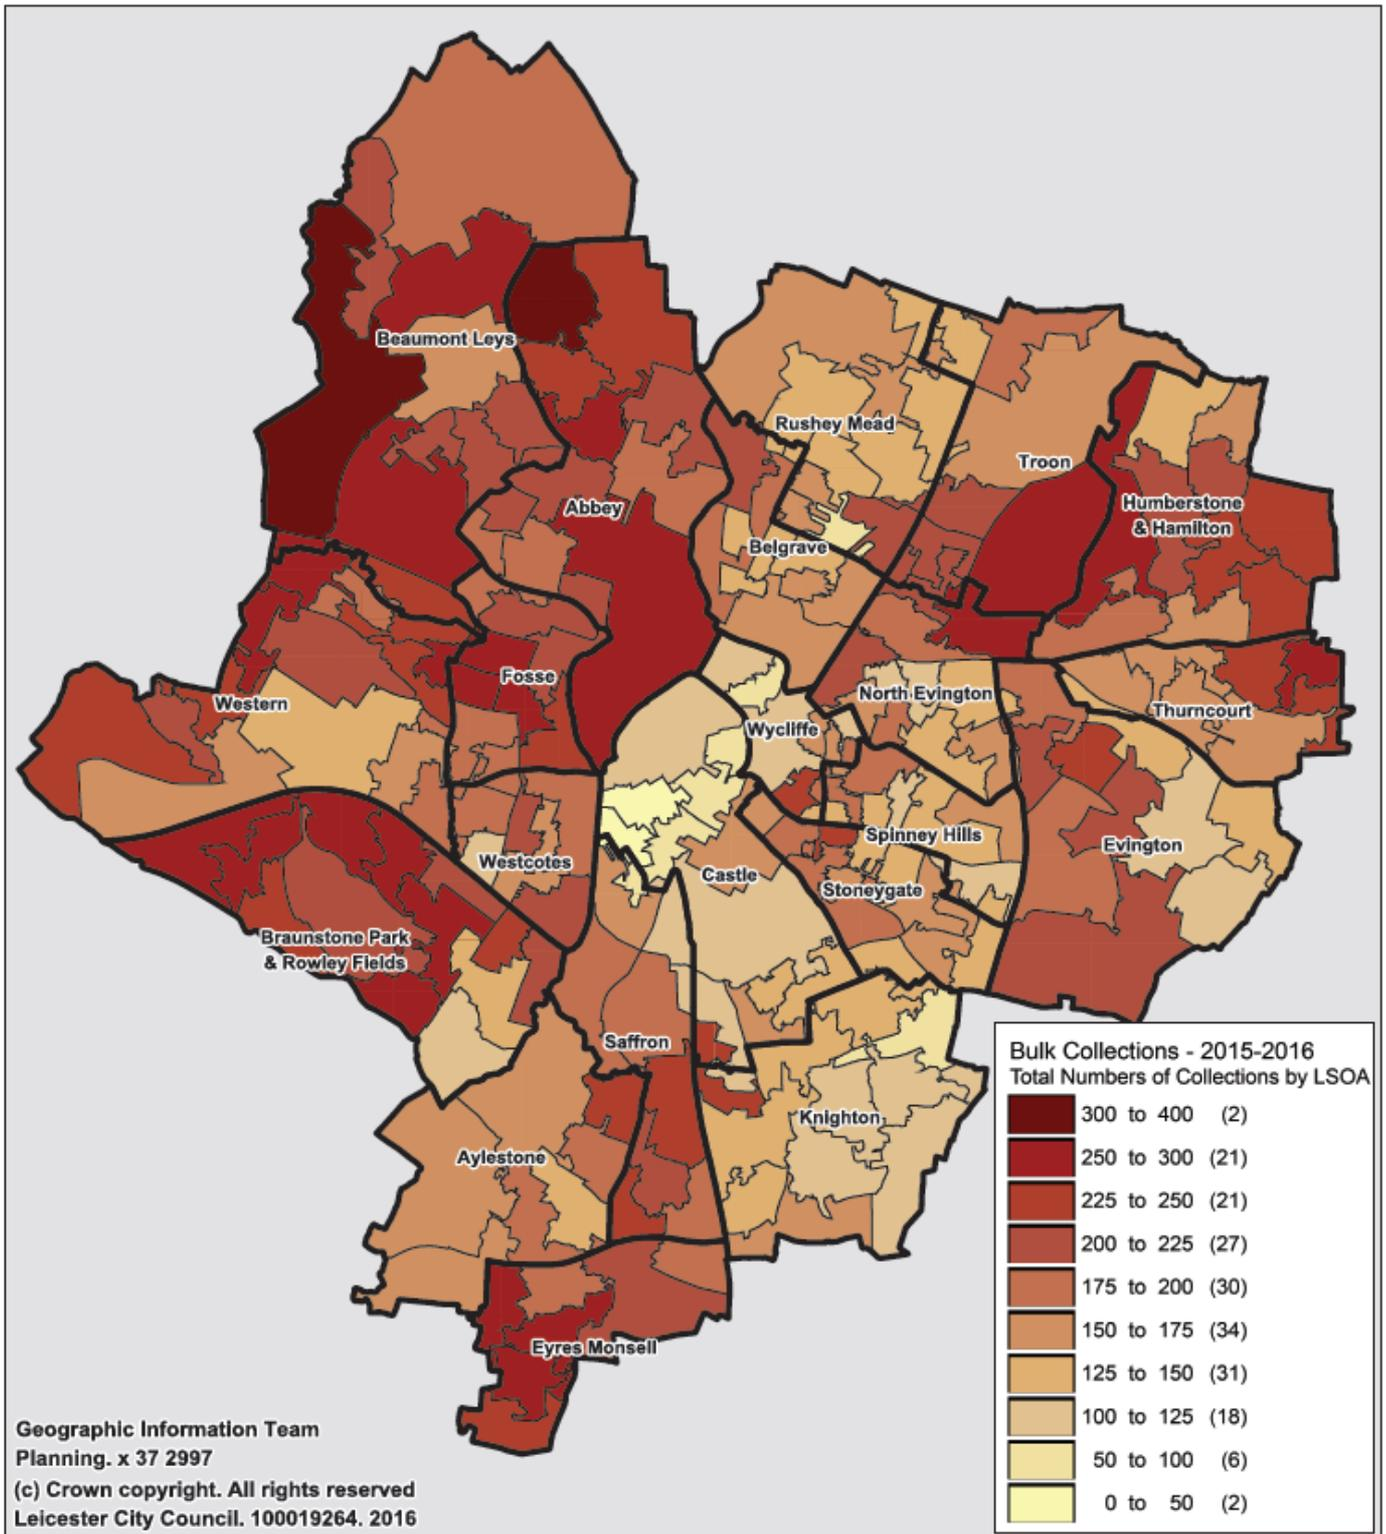 Beaumont Leys
Rushey Mead
Troon
Abbey
Humberstone
& Hamilton
Belgrave
Fosse
Western
North Evington
Thurncourt
Wycliffe
Spinney Hills
Evington
Westcotes
Castle
Stoneygate
Braunstone Park
& Rowley Fields
Saffron
Knighton
Aylestone
Eyres Monsell
Bulk Collections - 2015-2016
Total Numbers of Collections by LSOA
300 to 400 (2)
250 to 300 (21)
225 to 250 (21)
200 to 225 (27)
175 to 200 (30)
150 to 175 (34)
125 to 150 (31)
100 to 125 (18)
50 to 100 (6)
0 to 50 (2)
Geographic Information Team
Planning. x 37 2997
(c) Crown copyright. All rights reserved
Leicester City Council. 100019264. 2016